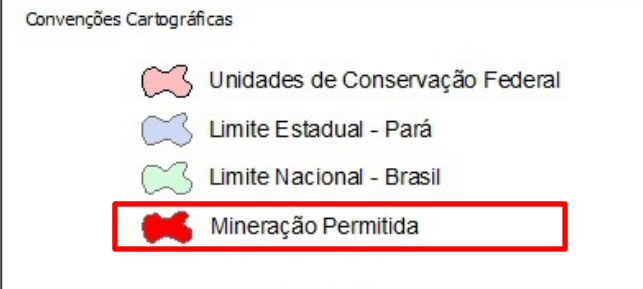 Convenções Cartográficas
Unidades de Conservação Federal
Limite Estadual - Pará
Limite Nacional - Brasil
Mineração Permitida